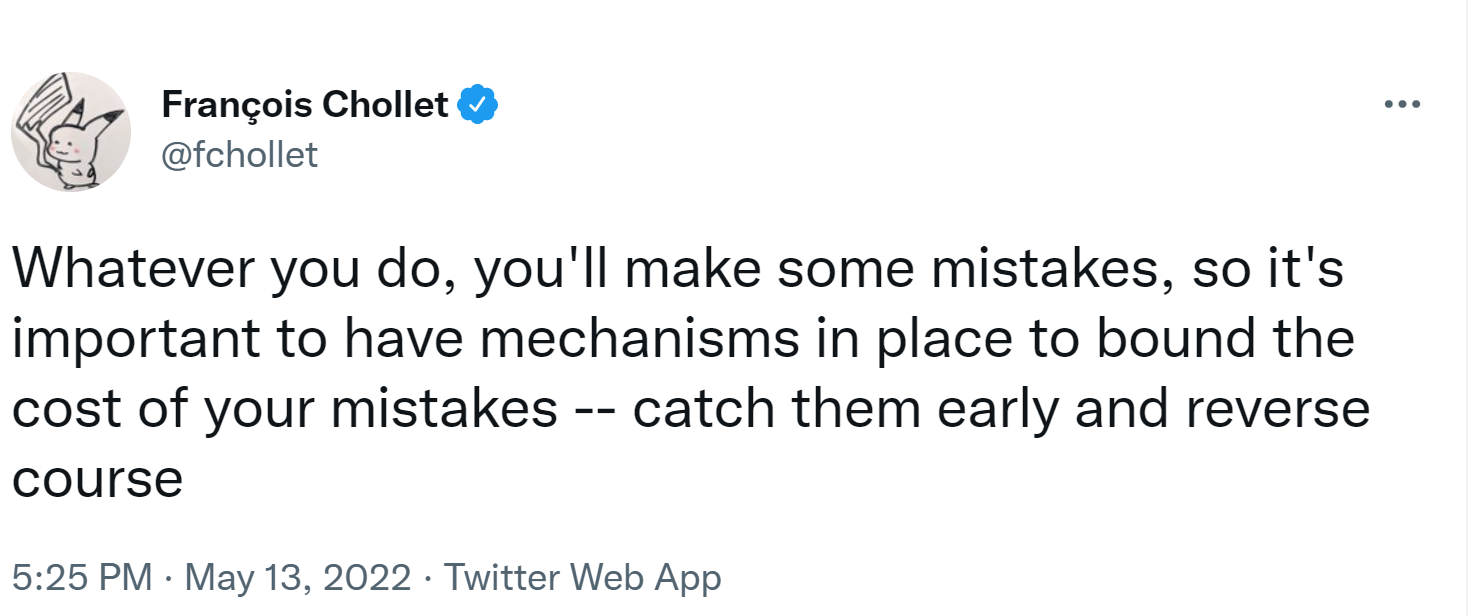 François Chollet
@fchollet
Whatever you do, you'll make some mistakes, so it's
important to have mechanisms in place to bound the
cost of your mistakes -- catch them early and reverse
course
5:25 PM · May 13, 2022 · Twitter Web App